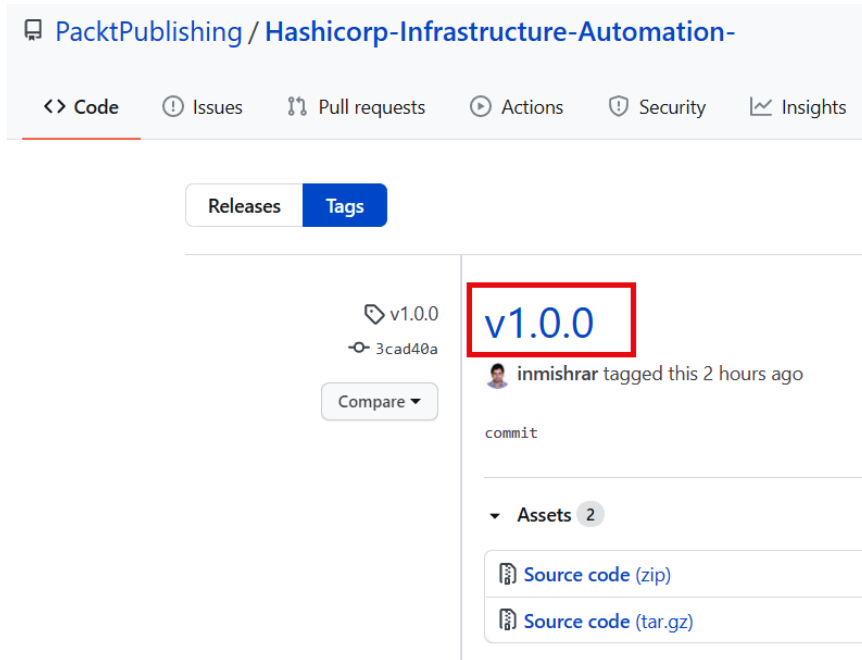 PacktPublishing / Hashicorp-Infrastructure-Automation-
Code Issues Pull requests Actions Security Insights
Releases Tags
v1.0.0
3cad40a
Compare
v1.0.0
inmishrar tagged this 2 hours ago
commit
Assets 2
Source code (zip)
Source code (tar.gz)